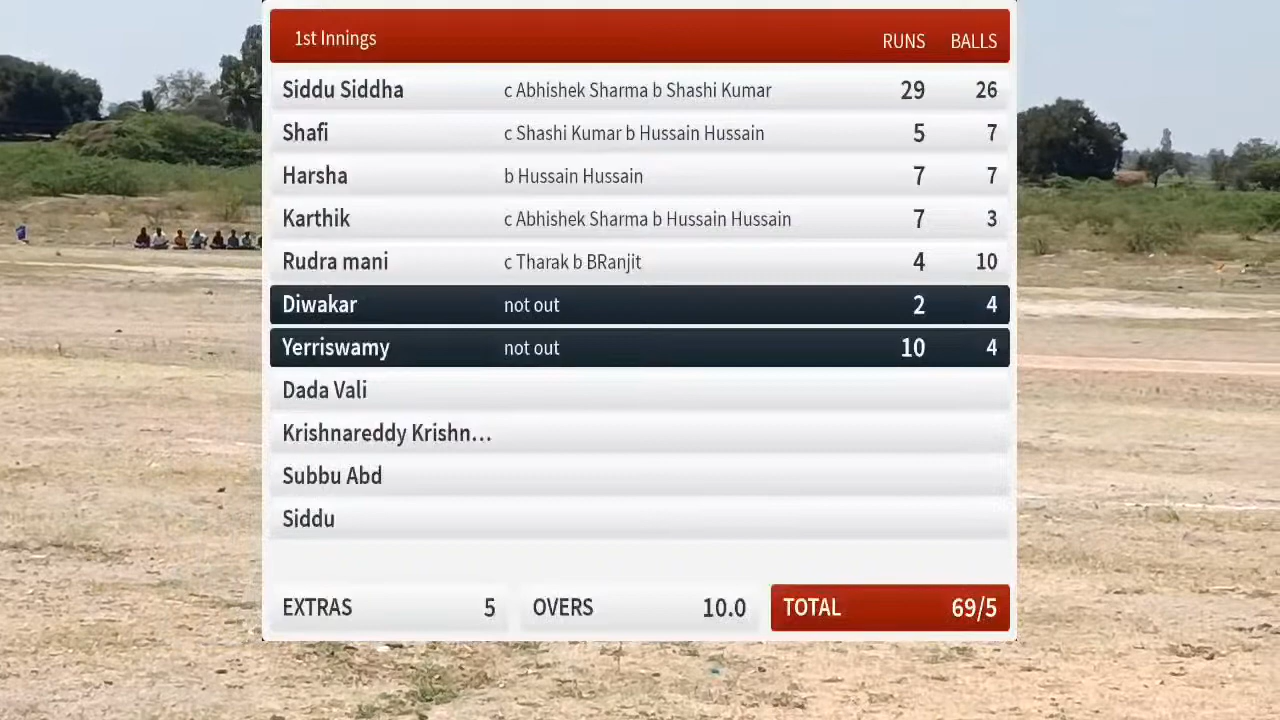 1st Innings RUNS BALLS
Siddu Siddha c Abhishek Sharma b Shashi Kumar 29 26
Shafi c Shashi Kumar b Hussain Hussain 5 7
Harsha b Hussain Hussain 7 7
Karthik c Abhishek Sharma b Hussain Hussain 7 3
Rudra mani c Tharak b BRanjit 4 10
Diwakar not out 2 4
Yerriswamy not out 10 4
Dada Vali
Krishnareddy Krishn...
Subbu Abd
Siddu
EXTRAS 5 OVERS 10.0 TOTAL 69/5